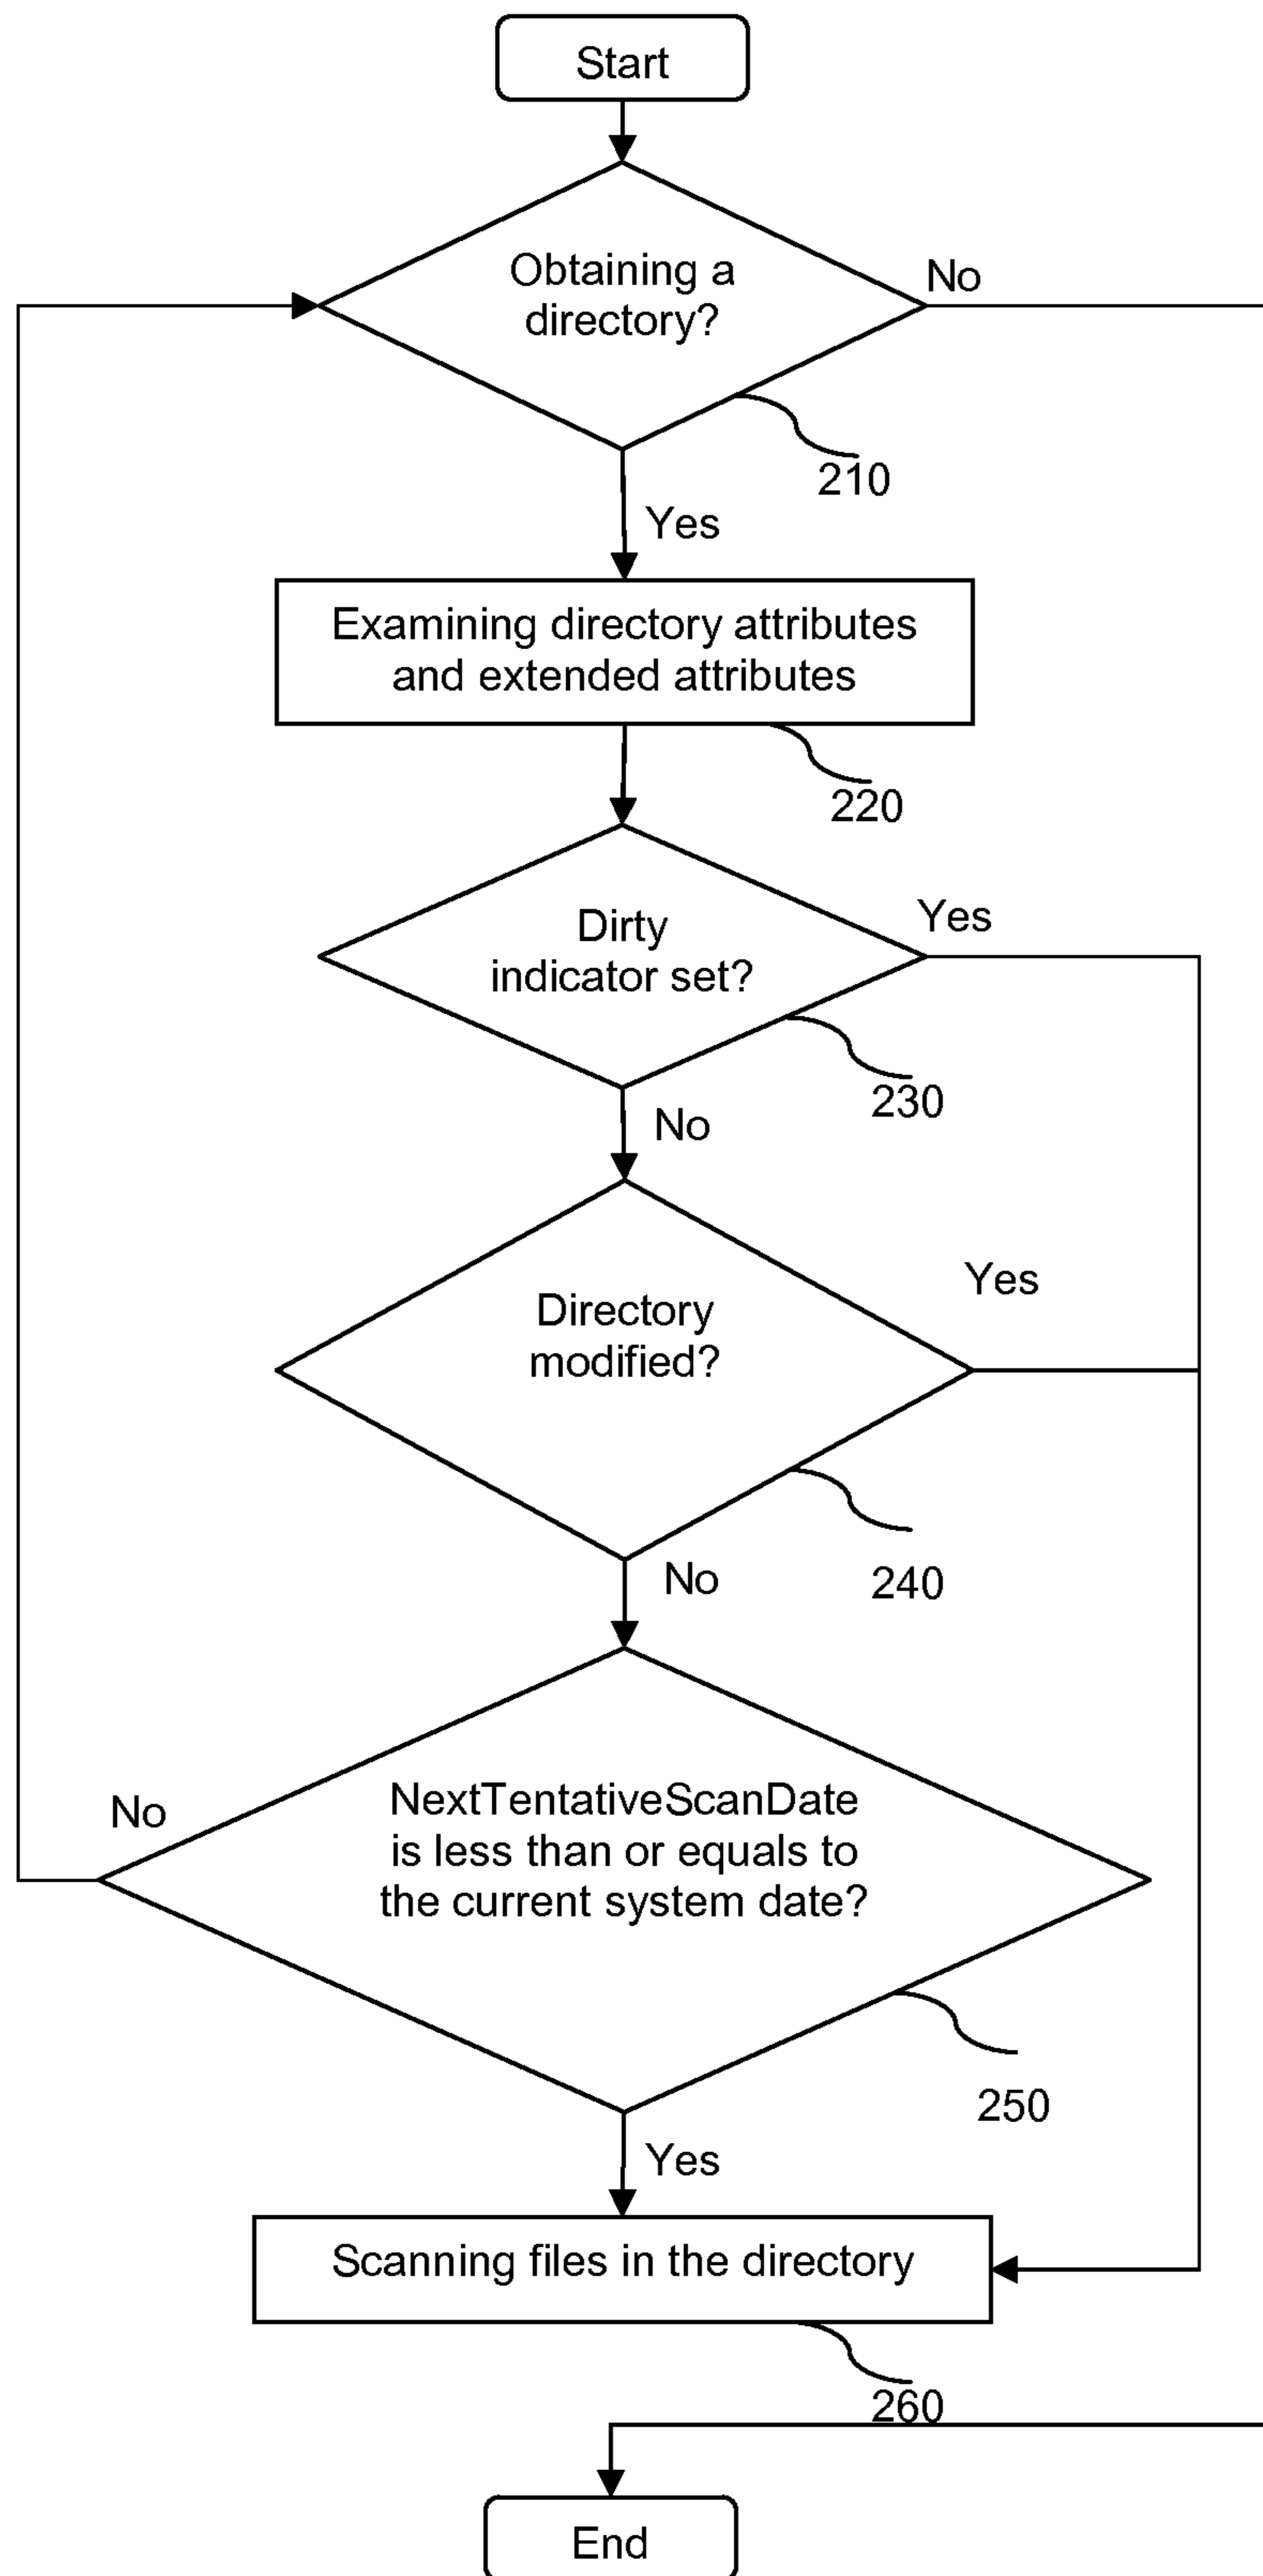 Start
Obtaining a
directory?
No
210
Yes
Examining directory attributes
and extended attributes
220
Dirty
indicator set?
Yes
230
No
Directory
modified?
Yes
240
No
NextTentativeScanDate
is less than or equals to
the current system date?
No
250
Yes
Scanning files in the directory
260
End